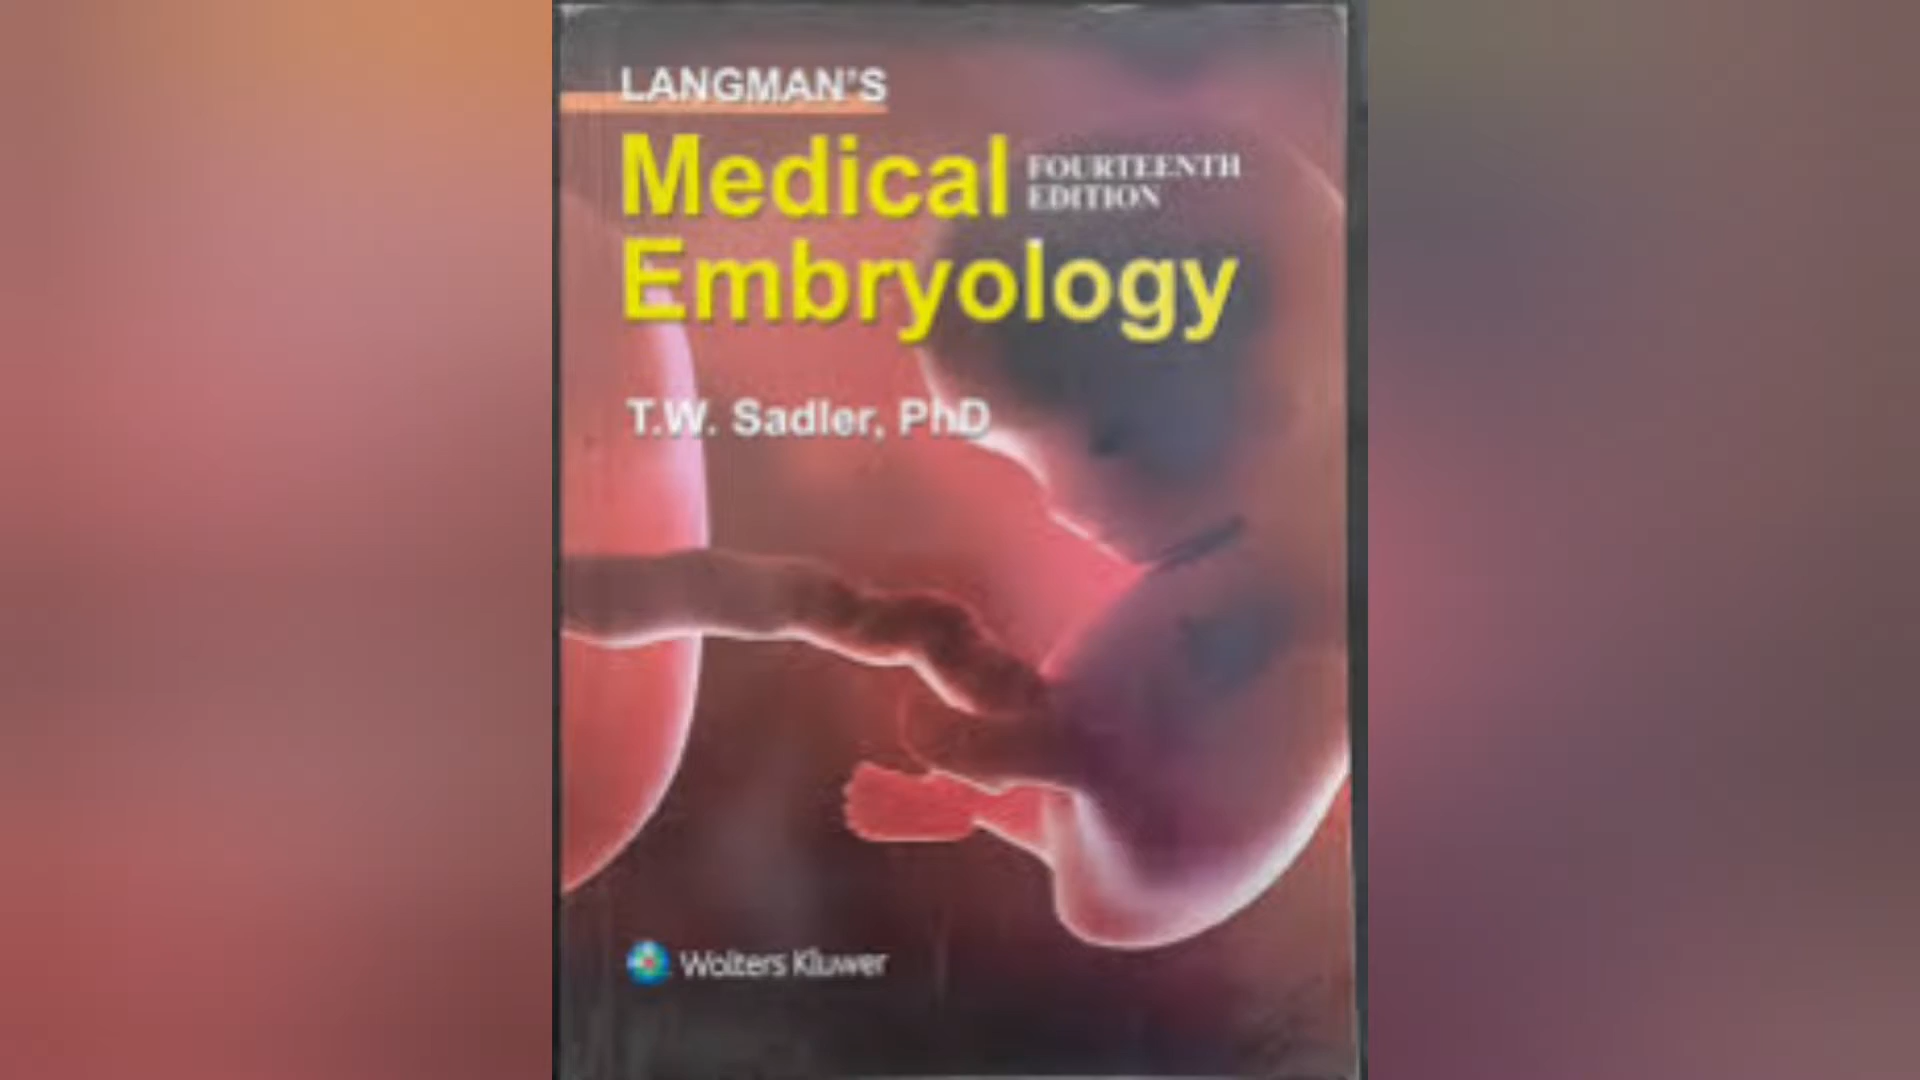 LANGMAN'S
Medical
FOURTEENTH
EDITION
Embryology
T.W. Sadler, PhD
Wolters Kluwer